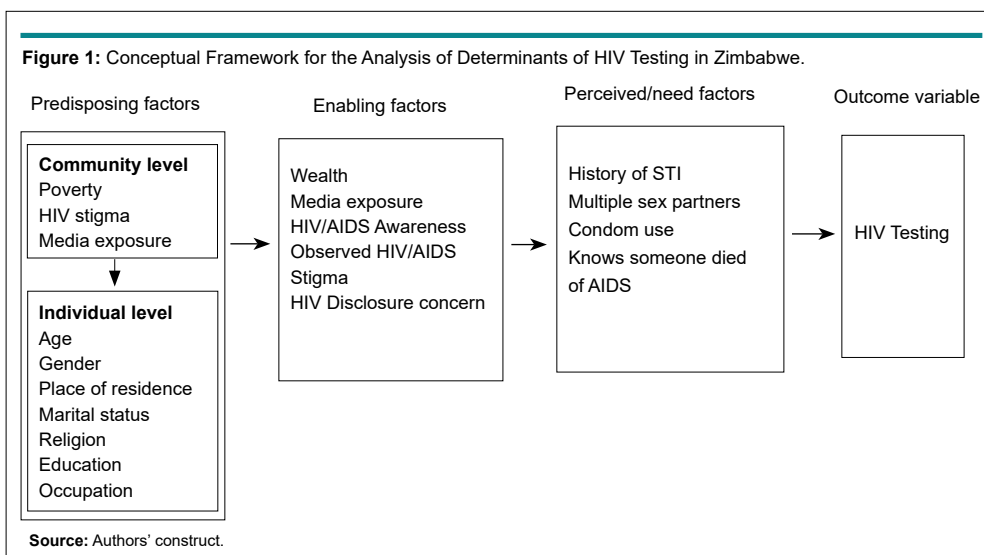 Figure 1: Conceptual Framework for the Analysis of Determinants of HIV Testing in Zimbabwe.
Predisposing factors
Community level
Poverty
HIV stigma
Media exposure
Individual level
Age
Gender
Place of residence
Marital status
Religion
Education
Occupation
Enabling factors
Wealth
Media exposure
HIV/AIDS Awareness
Observed HIV/AIDS
Stigma
HIV Disclosure concern
Perceived/need factors
History of STI
Multiple sex partners
Condom use
Knows someone died
of AIDS
Outcome variable
HIV Testing
Source: Authors' construct.